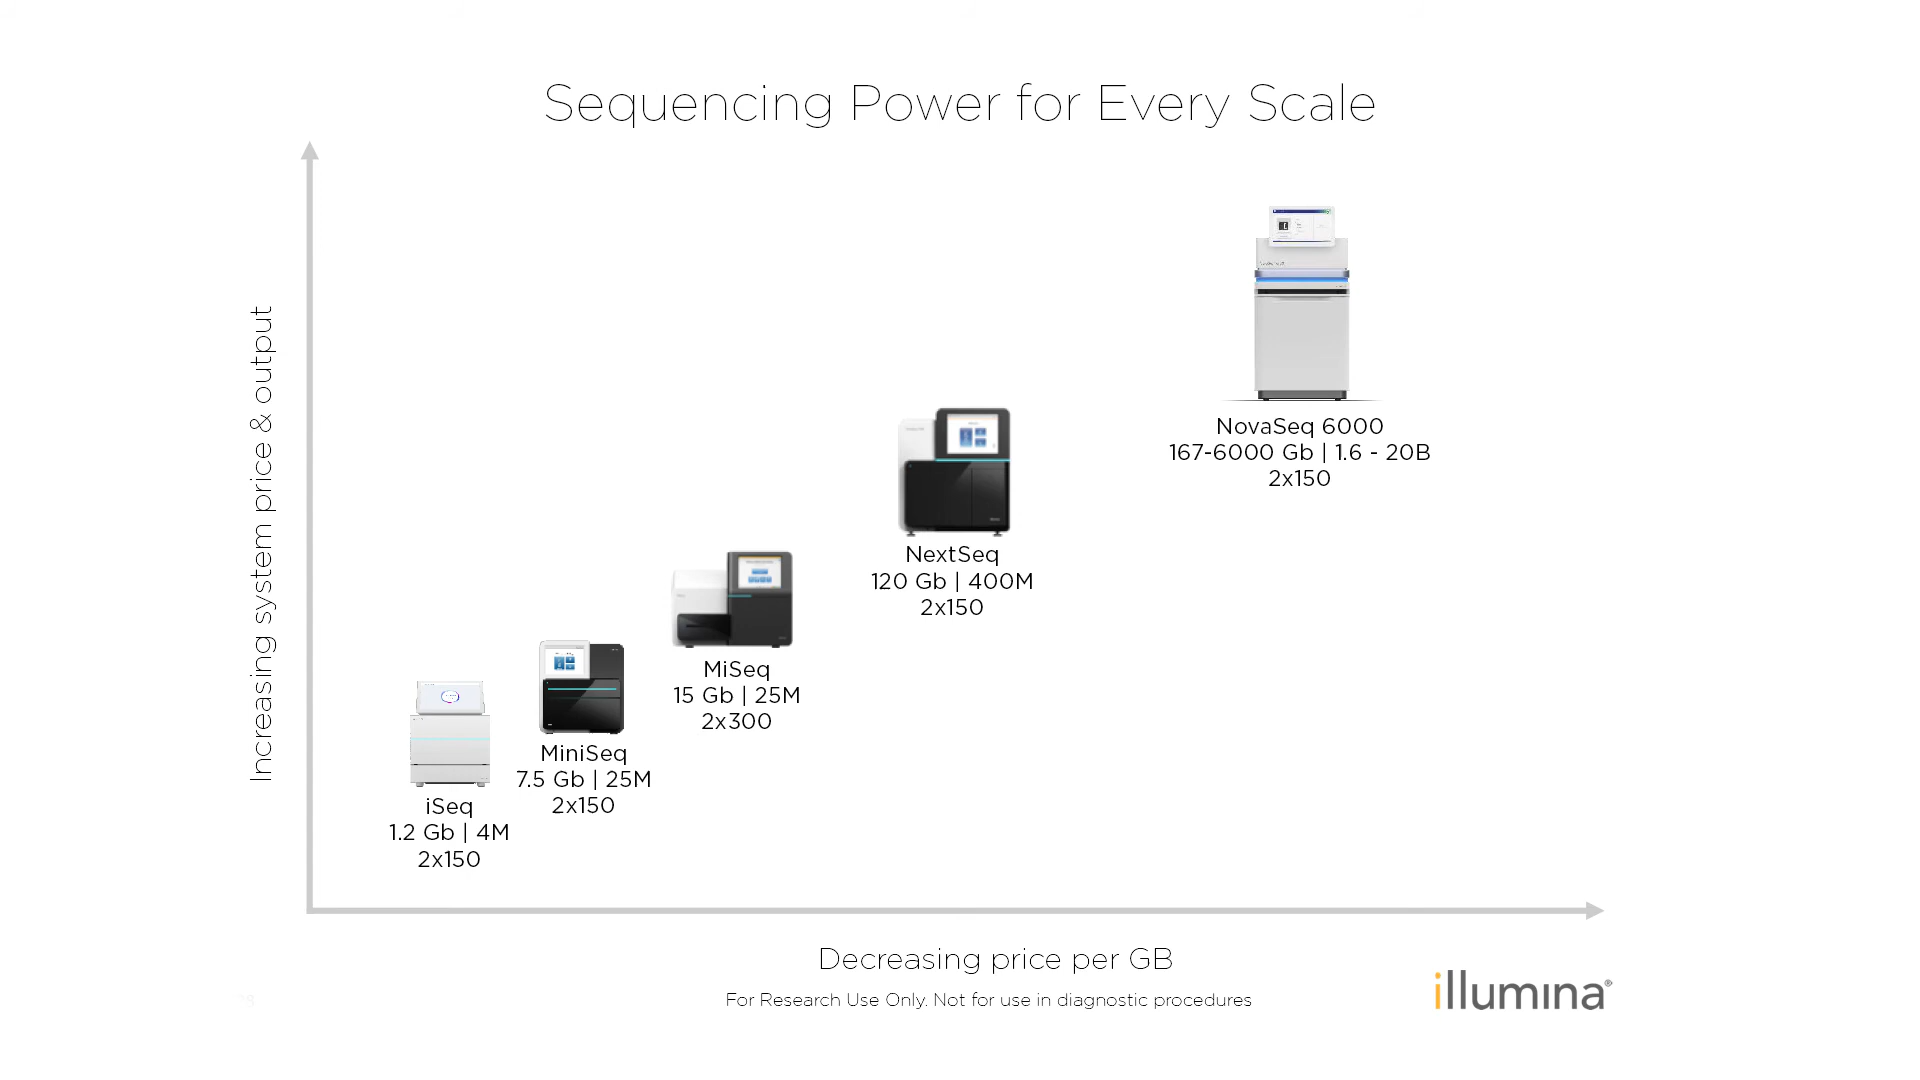 Sequencing Power for Every Scale
Increasing system price & output
NovaSeq 6000
167-6000 Gb | 1.6 - 20B
2x150
NextSeq
120 Gb | 400M
2x150
MiSeq
15 Gb | 25M
2x300
MiniSeq
7.5 Gb | 25M
2x150
iSeq
1.2 Gb | 4M
2x150
Decreasing price per GB
For Research Use Only. Not for use in diagnostic procedures
illumina®